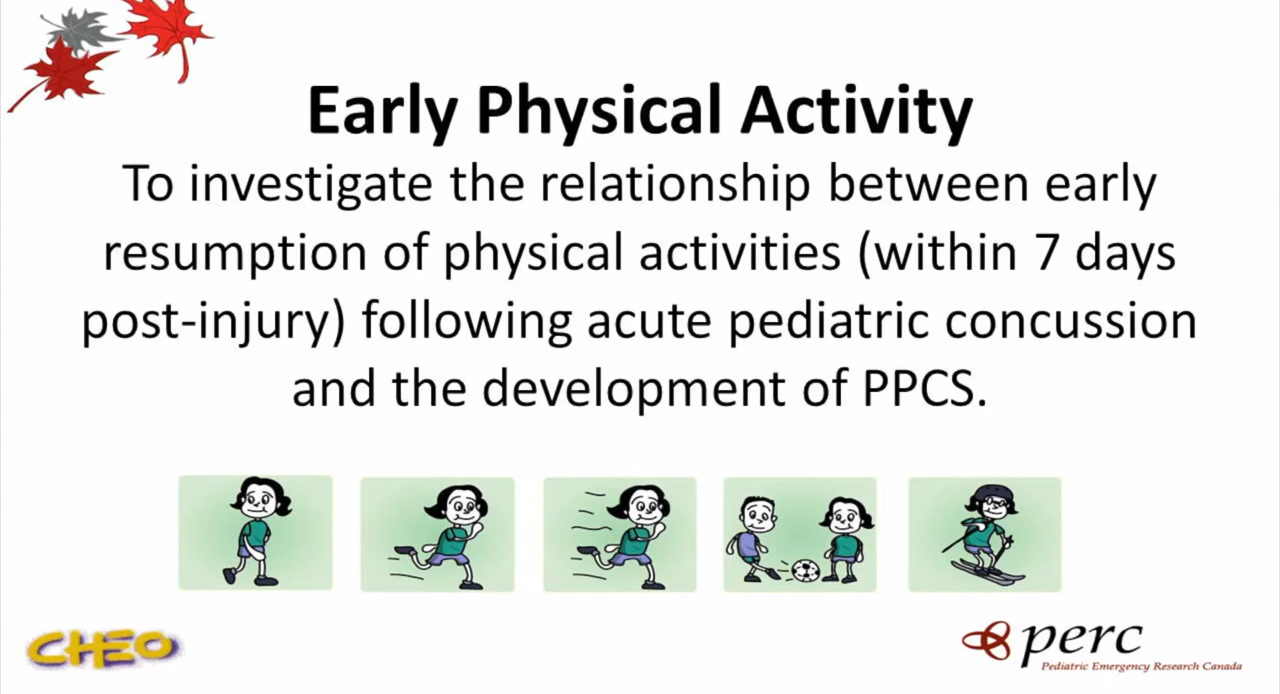 Early Physical Activity
To investigate the relationship between early
resumption of physical activities (within 7 days
post-injury) following acute pediatric concussion
and the development of PPCS.
CHEO
perc
Pediatric Emergency Research Canada